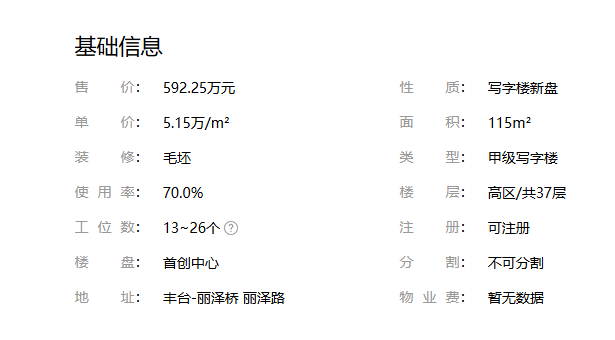 基础信息
售价： 592.25万元 性质： 写字楼新盘
单价： 5.15万/m² 面积： 115m²
装修： 毛坯 类型： 甲级写字楼
使用率： 70.0% 楼层： 高区/共37层
工位数： 13~26个 ? 注册： 可注册
楼盘： 首创中心 分割： 不可分割
地址： 丰台-丽泽桥 丽泽路 物业费： 暂无数据